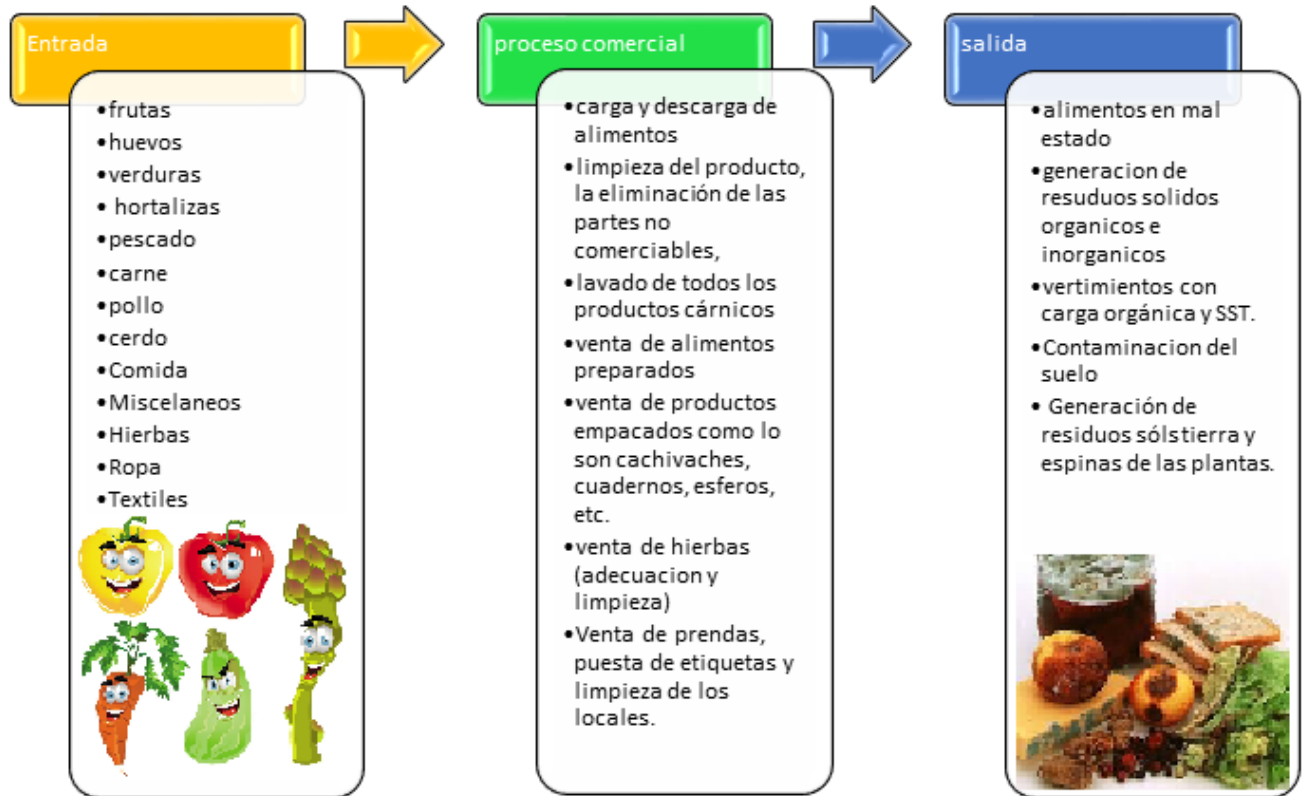 Entrada
•frutas
•huevos
•verduras
• hortalizas
•pescado
•carne
•pollo
•cerdo
•Comida
•Miscelaneos
•Hierbas
•Ropa
•Textiles
proceso comercial
•carga y descarga de
alimentos
•limpieza del producto,
la eliminación de las
partes no
comerciables,
•lavado de todos los
productos cárnicos
•venta de alimentos
preparados
•venta de productos
empacados como lo
son cachivaches,
cuadernos, esferos,
etc.
•venta de hierbas
(adecuacion y
limpieza)
•Venta de prendas,
puesta de etiquetas y
limpieza de los
locales.
salida
•alimentos en mal
estado
•generacion de
resuduos solidos
organicos e
inorganicos
•vertimientos con
carga orgánica y SST.
•Contaminacion del
suelo
• Generación de
residuos sólstierra y
espinas de las plantas.